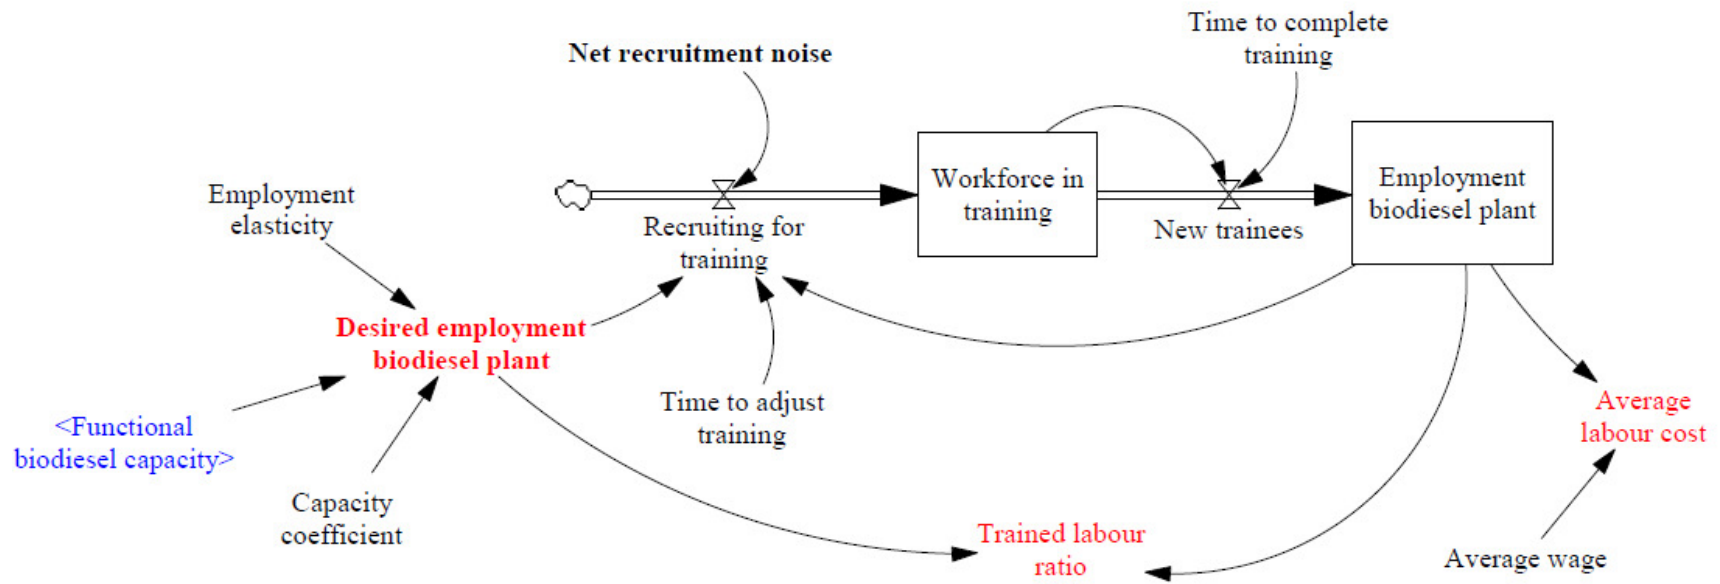 Time to complete
training
Net recruitment noise
Workforce in
training
Employment
biodiesel plant
Employment
elasticity
Recruiting for
training
New trainees
Desired employment
biodiesel plant
Time to adjust
training
<Functional
biodiesel capacity>
Average
labour cost
Capacity
coefficient
Trained labour
ratio
Average wage